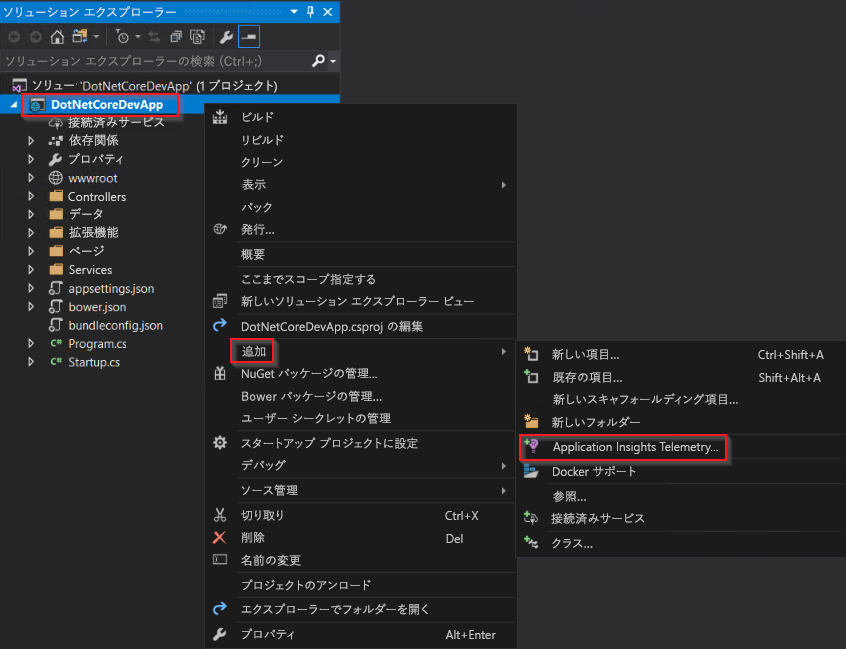 ソリューション エクスプローラー
ソリューション エクスプローラーの検索 (Ctrl+;)
ソリュー 'DotNetCoreDevApp' (1 プロジェクト)
DotNetCoreDevApp
接続済みサービス
依存関係
プロパティ
wwwroot
Controllers
データ
拡張機能
ページ
Services
appsettings.json
bower.json
bundleconfig.json
C# Program.cs
C# Startup.cs
ビルド
リビルド
クリーン
表示
パック
発行...
概要
ここまでスコープ指定する
新しいソリューション エクスプローラー ビュー
DotNetCoreDevApp.csproj の編集
追加
NuGet パッケージの管理...
Bower パッケージの管理...
ユーザー シークレットの管理
スタートアップ プロジェクトに設定
デバッグ
ソース管理
切り取り Ctrl+X
削除 Del
名前の変更
プロジェクトのアンロード
エクスプローラーでフォルダーを開く
プロパティ Alt+Enter
新しい項目... Ctrl+Shift+A
既存の項目... Shift+Alt+A
新しいスキャフォールディング項目...
新しいフォルダー
Application Insights Telemetry...
Docker サポート
参照...
接続済みサービス
クラス...